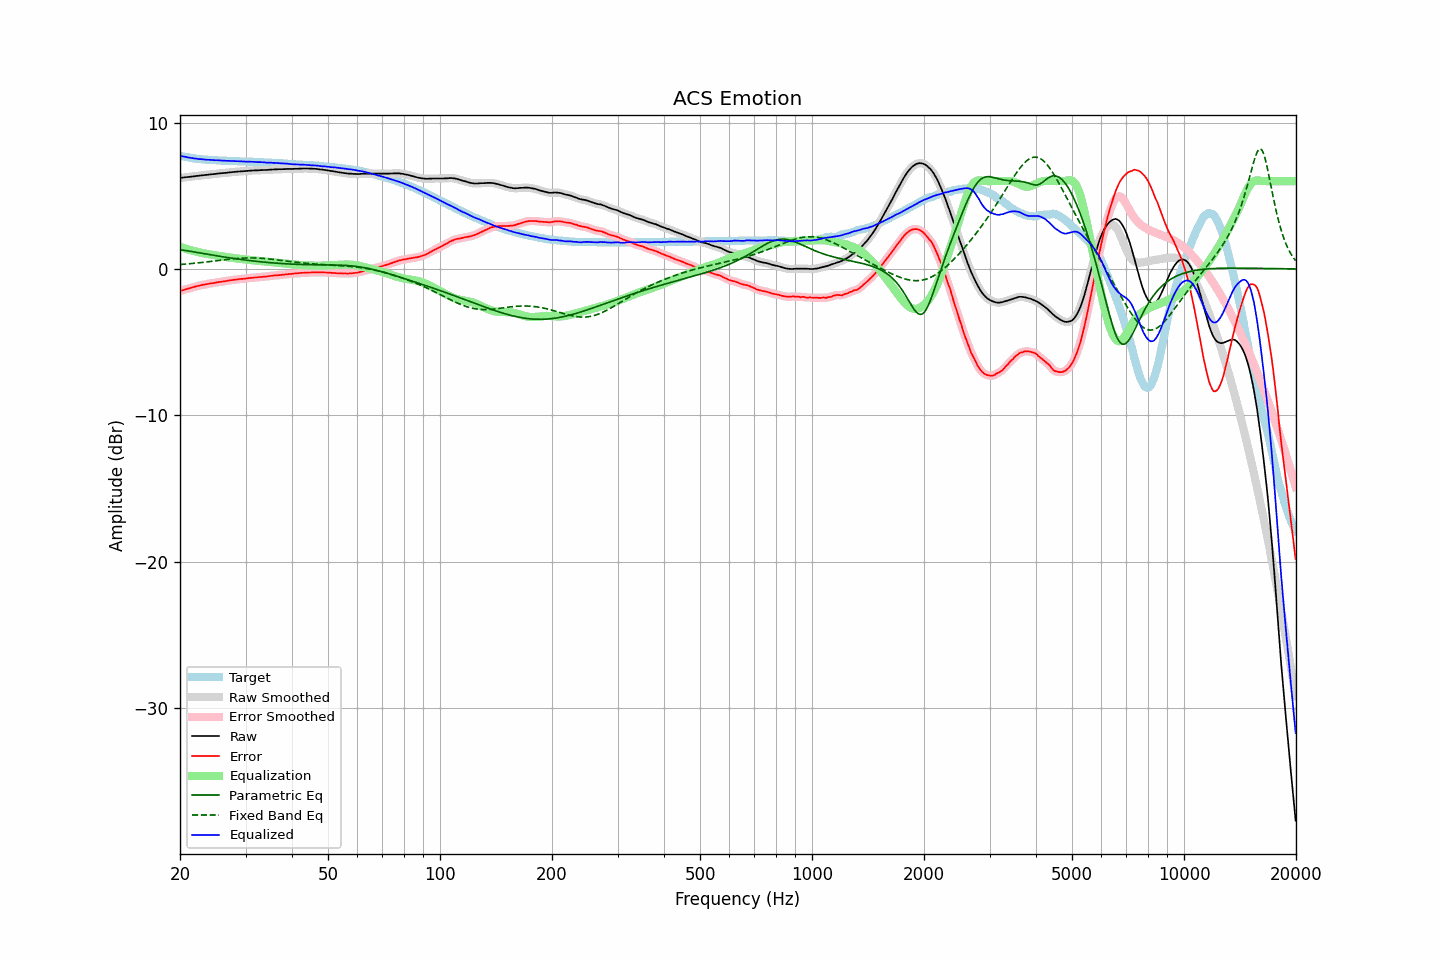 ACS Emotion
10
0
−10
−20
−30
Amplitude (dBr)
Target
Raw Smoothed
Error Smoothed
Raw
Error
Equalization
Parametric Eq
Fixed Band Eq
Equalized
20 50 100 200 500 1000 2000 5000 10000 20000
Frequency (Hz)